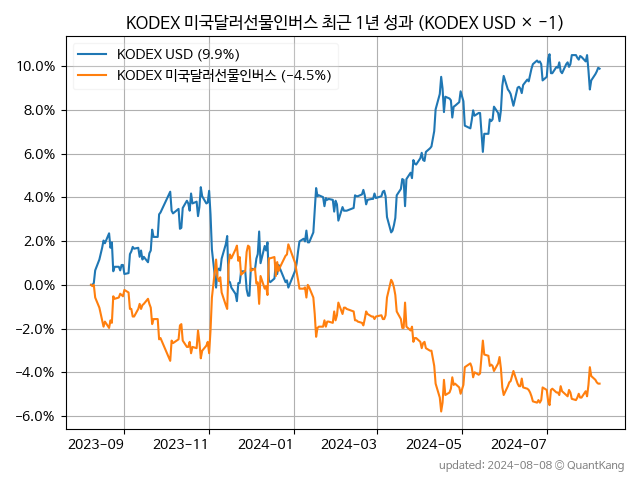 KODEX 미국달러선물인버스 최근 1년 성과 (KODEX USD × −1)
KODEX USD (9.9%)
KODEX 미국달러선물인버스 (−4.5%)
10.0%
8.0%
6.0%
4.0%
2.0%
0.0%
−2.0%
−4.0%
−6.0%
2023-09 2023-11 2024-01 2024-03 2024-05 2024-07
updated: 2024-08-08 © QuantKang